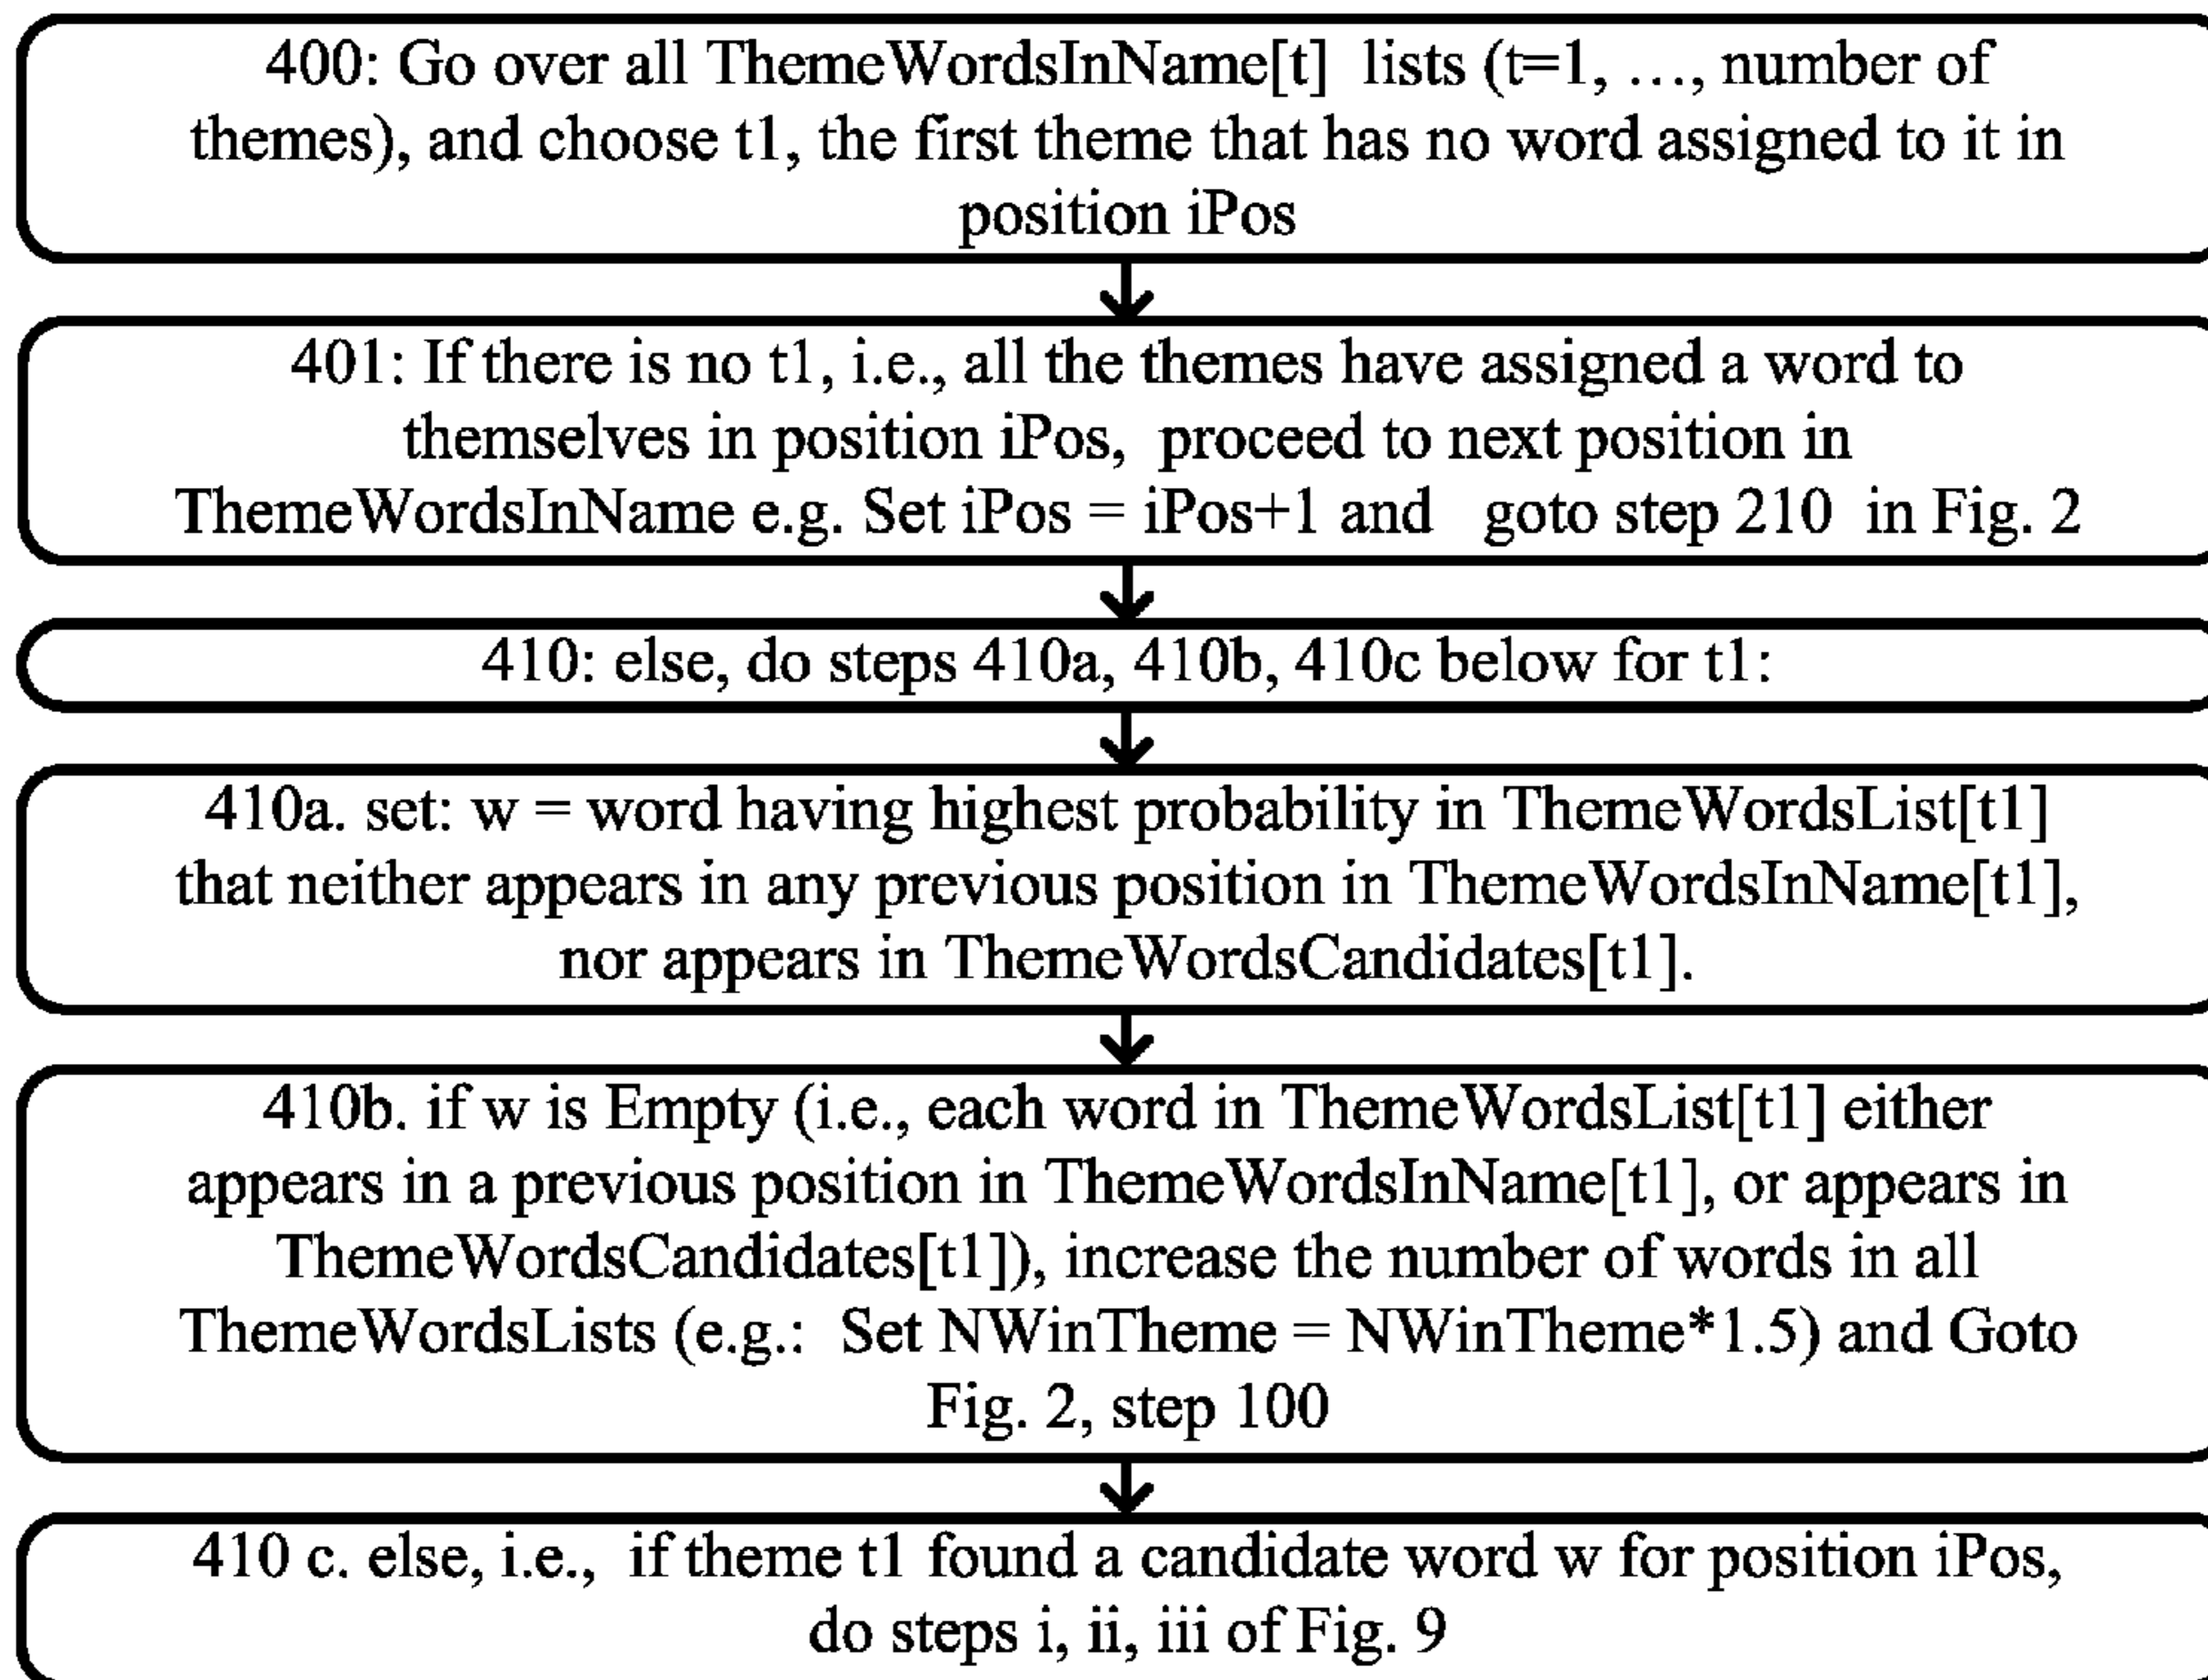 400: Go over all ThemeWordsInName[t] lists (t=1, …, number of
themes), and choose t1, the first theme that has no word assigned to it in
position iPos
401: If there is no t1, i.e., all the themes have assigned a word to
themselves in position iPos, proceed to next position in
ThemeWordsInName e.g. Set iPos = iPos+1 and goto step 210 in Fig. 2
410: else, do steps 410a, 410b, 410c below for t1:
410a. set: w = word having highest probability in ThemeWordsList[t1]
that neither appears in any previous position in ThemeWordsInName[t1],
nor appears in ThemeWordsCandidates[t1].
410b. if w is Empty (i.e., each word in ThemeWordsList[t1] either
appears in a previous position in ThemeWordsInName[t1], or appears in
ThemeWordsCandidates[t1]), increase the number of words in all
ThemeWordsLists (e.g.: Set NWinTheme = NWinTheme*1.5) and Goto
Fig. 2, step 100
410 c. else, i.e., if theme t1 found a candidate word w for position iPos,
do steps i, ii, iii of Fig. 9